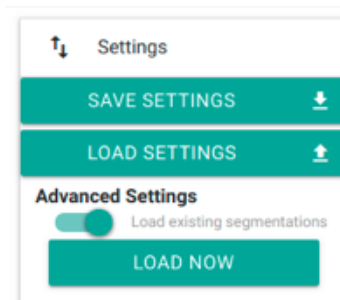 Settings
SAVE SETTINGS
LOAD SETTINGS
Advanced Settings
Load existing segmentations
LOAD NOW